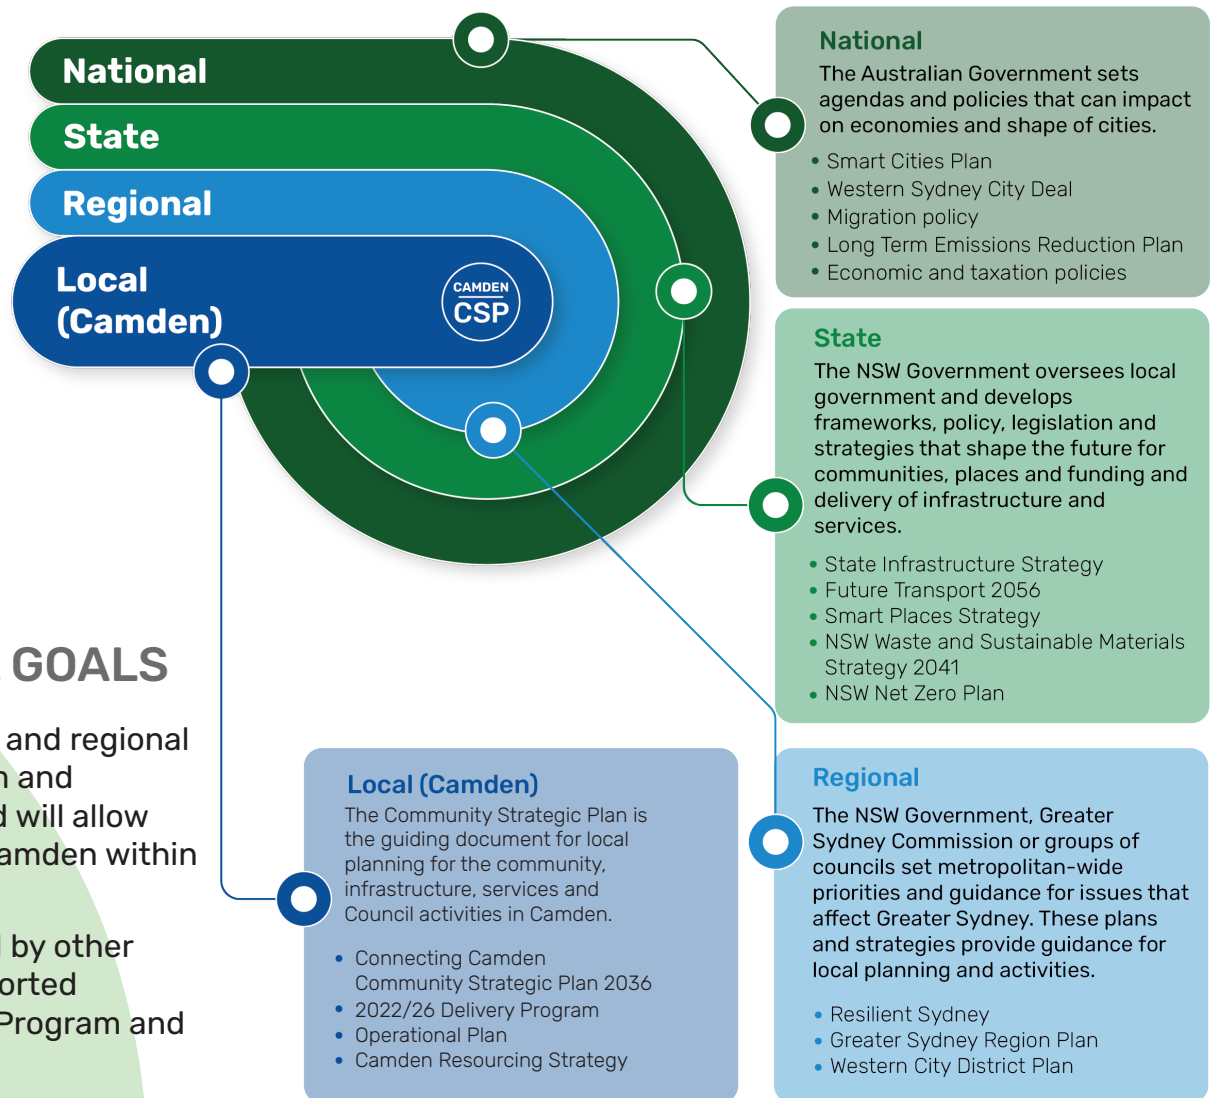 National
State
Regional
Local
(Camden)
CAMDEN
CSP
National
The Australian Government sets
agendas and policies that can impact
on economies and shape of cities.
• Smart Cities Plan
• Western Sydney City Deal
• Migration policy
• Long Term Emissions Reduction Plan
• Economic and taxation policies
State
The NSW Government oversees local
government and develops
frameworks, policy, legislation and
strategies that shape the future for
communities, places and funding and
delivery of infrastructure and
services.
• State Infrastructure Strategy
• Future Transport 2056
• Smart Places Strategy
• NSW Waste and Sustainable Materials
Strategy 2041
• NSW Net Zero Plan
GOALS
and regional
and
will allow
amden within
by other
orted
Program and
Local (Camden)
The Community Strategic Plan is
the guiding document for local
planning for the community,
infrastructure, services and
Council activities in Camden.
• Connecting Camden
Community Strategic Plan 2036
• 2022/26 Delivery Program
• Operational Plan
• Camden Resourcing Strategy
Regional
The NSW Government, Greater
Sydney Commission or groups of
councils set metropolitan-wide
priorities and guidance for issues that
affect Greater Sydney. These plans
and strategies provide guidance for
local planning and activities.
• Resilient Sydney
• Greater Sydney Region Plan
• Western City District Plan